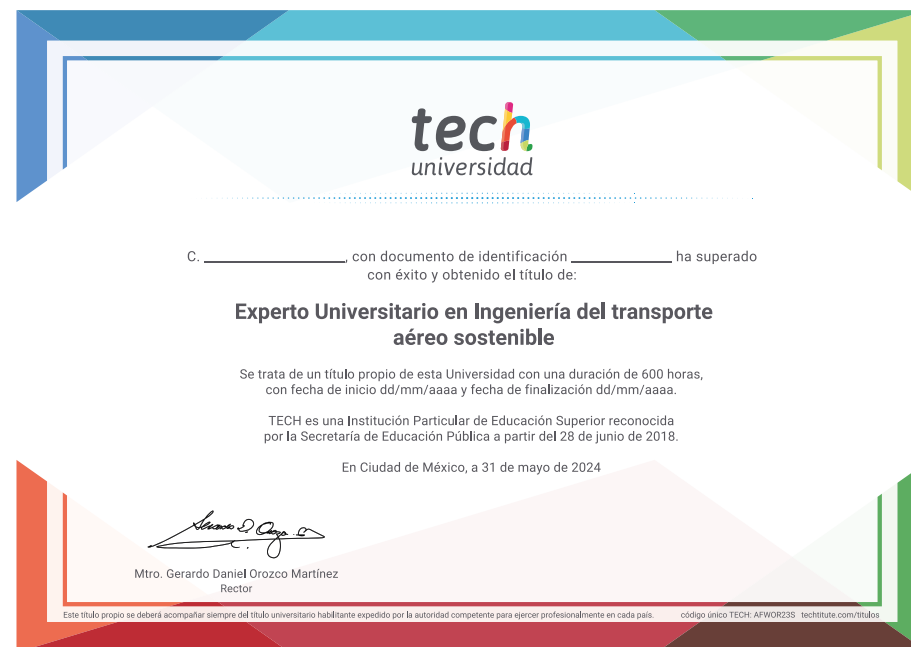 tech
universidad
C. ____________, con documento de identificación ____________ ha superado
con éxito y obtenido el título de:
Experto Universitario en Ingeniería del transporte
aéreo sostenible
Se trata de un título propio de esta Universidad con una duración de 600 horas,
con fecha de inicio dd/mm/aaaa y fecha de finalización dd/mm/aaaa.
TECH es una Institución Particular de Educación Superior reconocida
por la Secretaría de Educación Pública a partir del 28 de junio de 2018.
En Ciudad de México, a 31 de mayo de 2024
Mtro. Gerardo Daniel Orozco Martínez
Rector
Este título propio se deberá acompañar siempre del título universitario habilitante expedido por la autoridad competente para ejercer profesionalmente en cada país. código único TECH: AFWOR23S techtitute.com/titulos